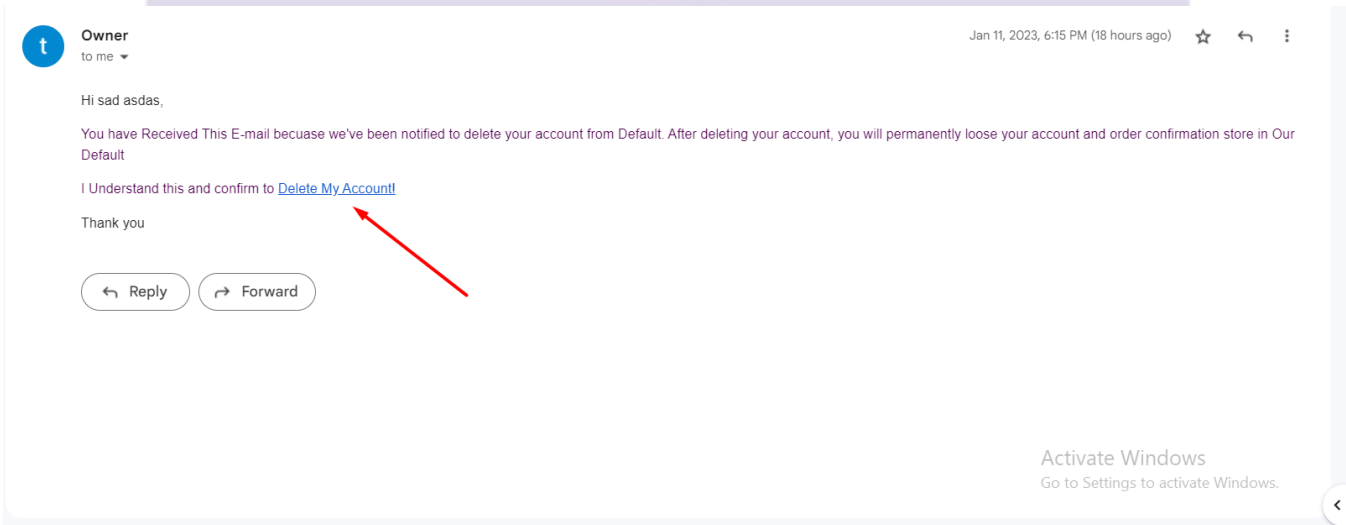 t
Owner
Jan 11, 2023, 6:15 PM (18 hours ago)
to me
Hi sad asdas,
You have Received This E-mail becuase we've been notified to delete your account from Default. After deleting your account, you will permanently loose your account and order confirmation store in Our
Default
I Understand this and confirm to Delete My Account!
Thank you
Reply Forward
Activate Windows
Go to Settings to activate Windows.